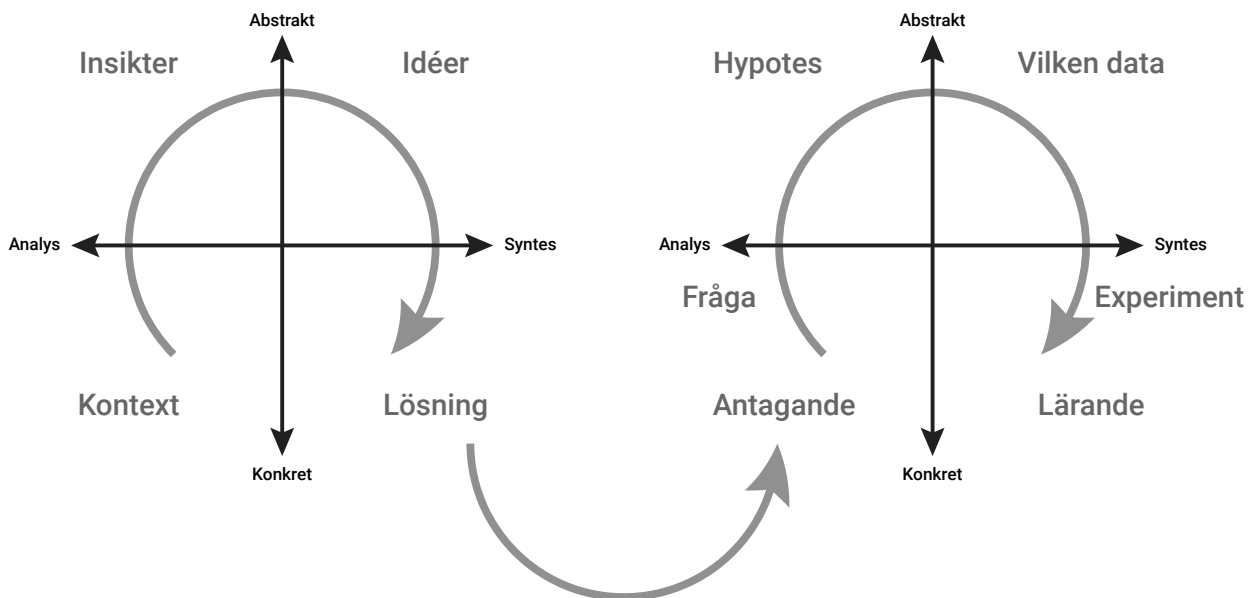 Abstrakt
Insikter
Idéer
Analys
Syntes
Kontext
Lösning
Konkret
Abstrakt
Hypotes
Vilken data
Analys
Syntes
Fråga
Experiment
Antagande
Lärande
Konkret